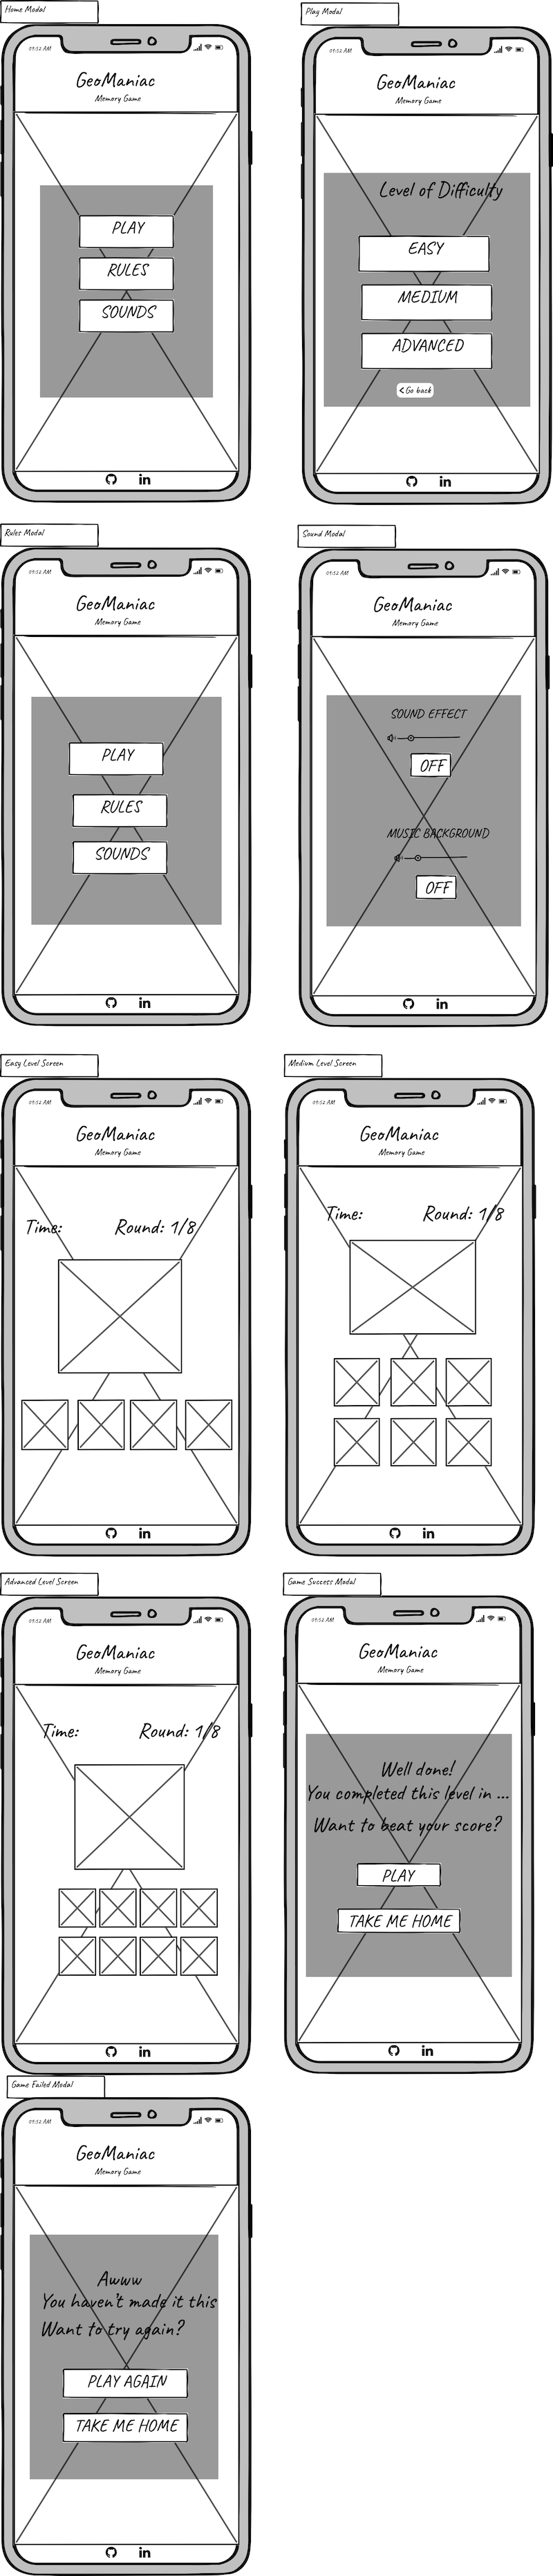 Home Modal
09:52 AM
GeoManiac
Memory Game
PLAY
RULES
SOUNDS
in
Play Modal
09:52 AM
GeoManiac
Memory Game
Level of Difficulty
EASY
MEDIUM
ADVANCED
< Go back
in
Rules Modal
09:52 AM
GeoManiac
Memory Game
PLAY
RULES
SOUNDS
in
Sound Modal
09:52 AM
GeoManiac
Memory Game
SOUND EFFECT
OFF
MUSIC BACKGROUND
OFF
in
Easy Level Screen
09:52 AM
GeoManiac
Memory Game
Time: Round: 1/8
in
Medium Level Screen
09:52 AM
GeoManiac
Memory Game
Time: Round: 1/8
in
Advanced Level Screen
09:52 AM
GeoManiac
Memory Game
Time: Round: 1/8
in
Game Success Modal
09:52 AM
GeoManiac
Memory Game
Well done!
You completed this level in ...
Want to beat your score?
PLAY
TAKE ME HOME
in
Game Failed Modal
09:52 AM
GeoManiac
Memory Game
Awww
You haven't made it this
Want to try again?
PLAY AGAIN
TAKE ME HOME
in